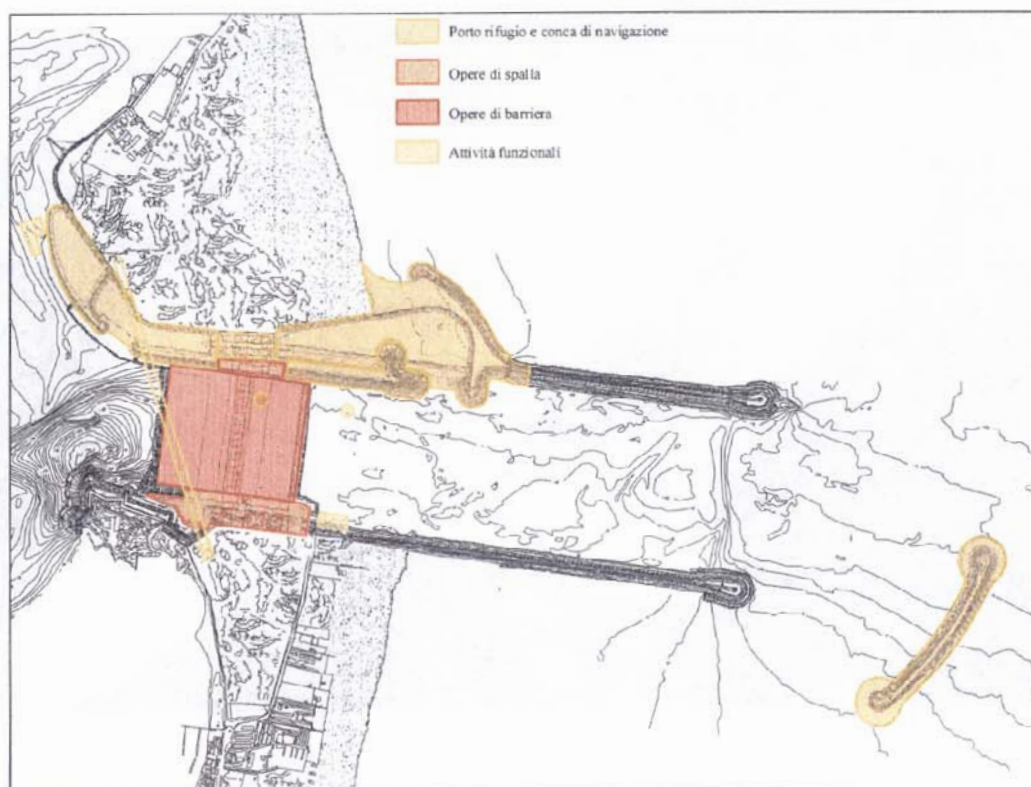 Porto rifugio e conca di navigazione
Opere di spalla
Opere di barriera
Attività funzionali